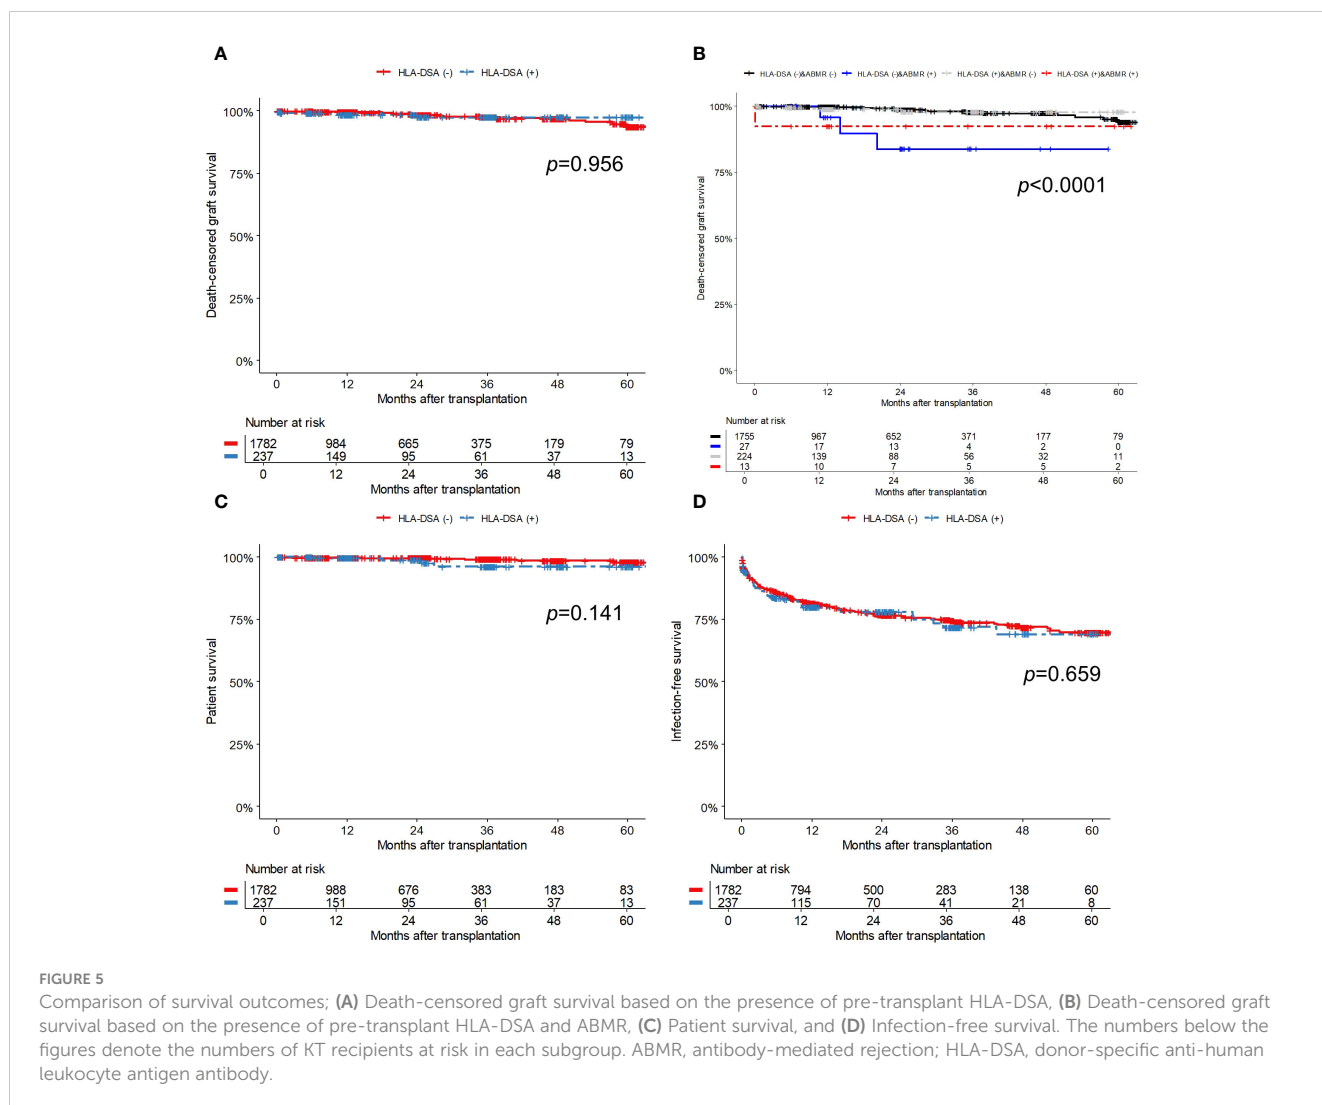 A
HLA-DSA (-) HLA-DSA (+)
100%
75%
50%
25%
0%
Death-censored graft survival
p=0.956
0 12 24 36 48 60
Months after transplantation
Number at risk
1782 984 665 375 179 79
237 149 95 61 37 13
0 12 24 36 48 60
Months after transplantation
B
HLA-DSA (-)&ABMR (-) HLA-DSA (-)&ABMR (+) HLA-DSA (+)&ABMR (-) HLA-DSA (+)&ABMR (+)
100%
75%
50%
25%
0%
Death-censored graft survival
p<0.0001
0 12 24 36 48 60
Months after transplantation
Number at risk
1755 967 652 371 177 79
27 17 13 4 2 0
224 139 88 56 32 11
13 10 7 5 5 2
0 12 24 36 48 60
Months after transplantation
C
HLA-DSA (-) HLA-DSA (+)
100%
75%
50%
25%
0%
Patient survival
p=0.141
0 12 24 36 48 60
Months after transplantation
Number at risk
1782 988 676 383 183 83
237 151 95 61 37 13
0 12 24 36 48 60
Months after transplantation
D
HLA-DSA (-) HLA-DSA (+)
100%
75%
50%
25%
0%
Infection-free survival
p=0.659
0 12 24 36 48 60
Months after transplantation
Number at risk
1782 794 500 283 138 60
237 115 70 41 21 8
0 12 24 36 48 60
Months after transplantation
FIGURE 5
Comparison of survival outcomes; (A) Death-censored graft survival based on the presence of pre-transplant HLA-DSA, (B) Death-censored graft
survival based on the presence of pre-transplant HLA-DSA and ABMR, (C) Patient survival, and (D) Infection-free survival. The numbers below the
figures denote the numbers of KT recipients at risk in each subgroup. ABMR, antibody-mediated rejection; HLA-DSA, donor-specific anti-human
leukocyte antigen antibody.